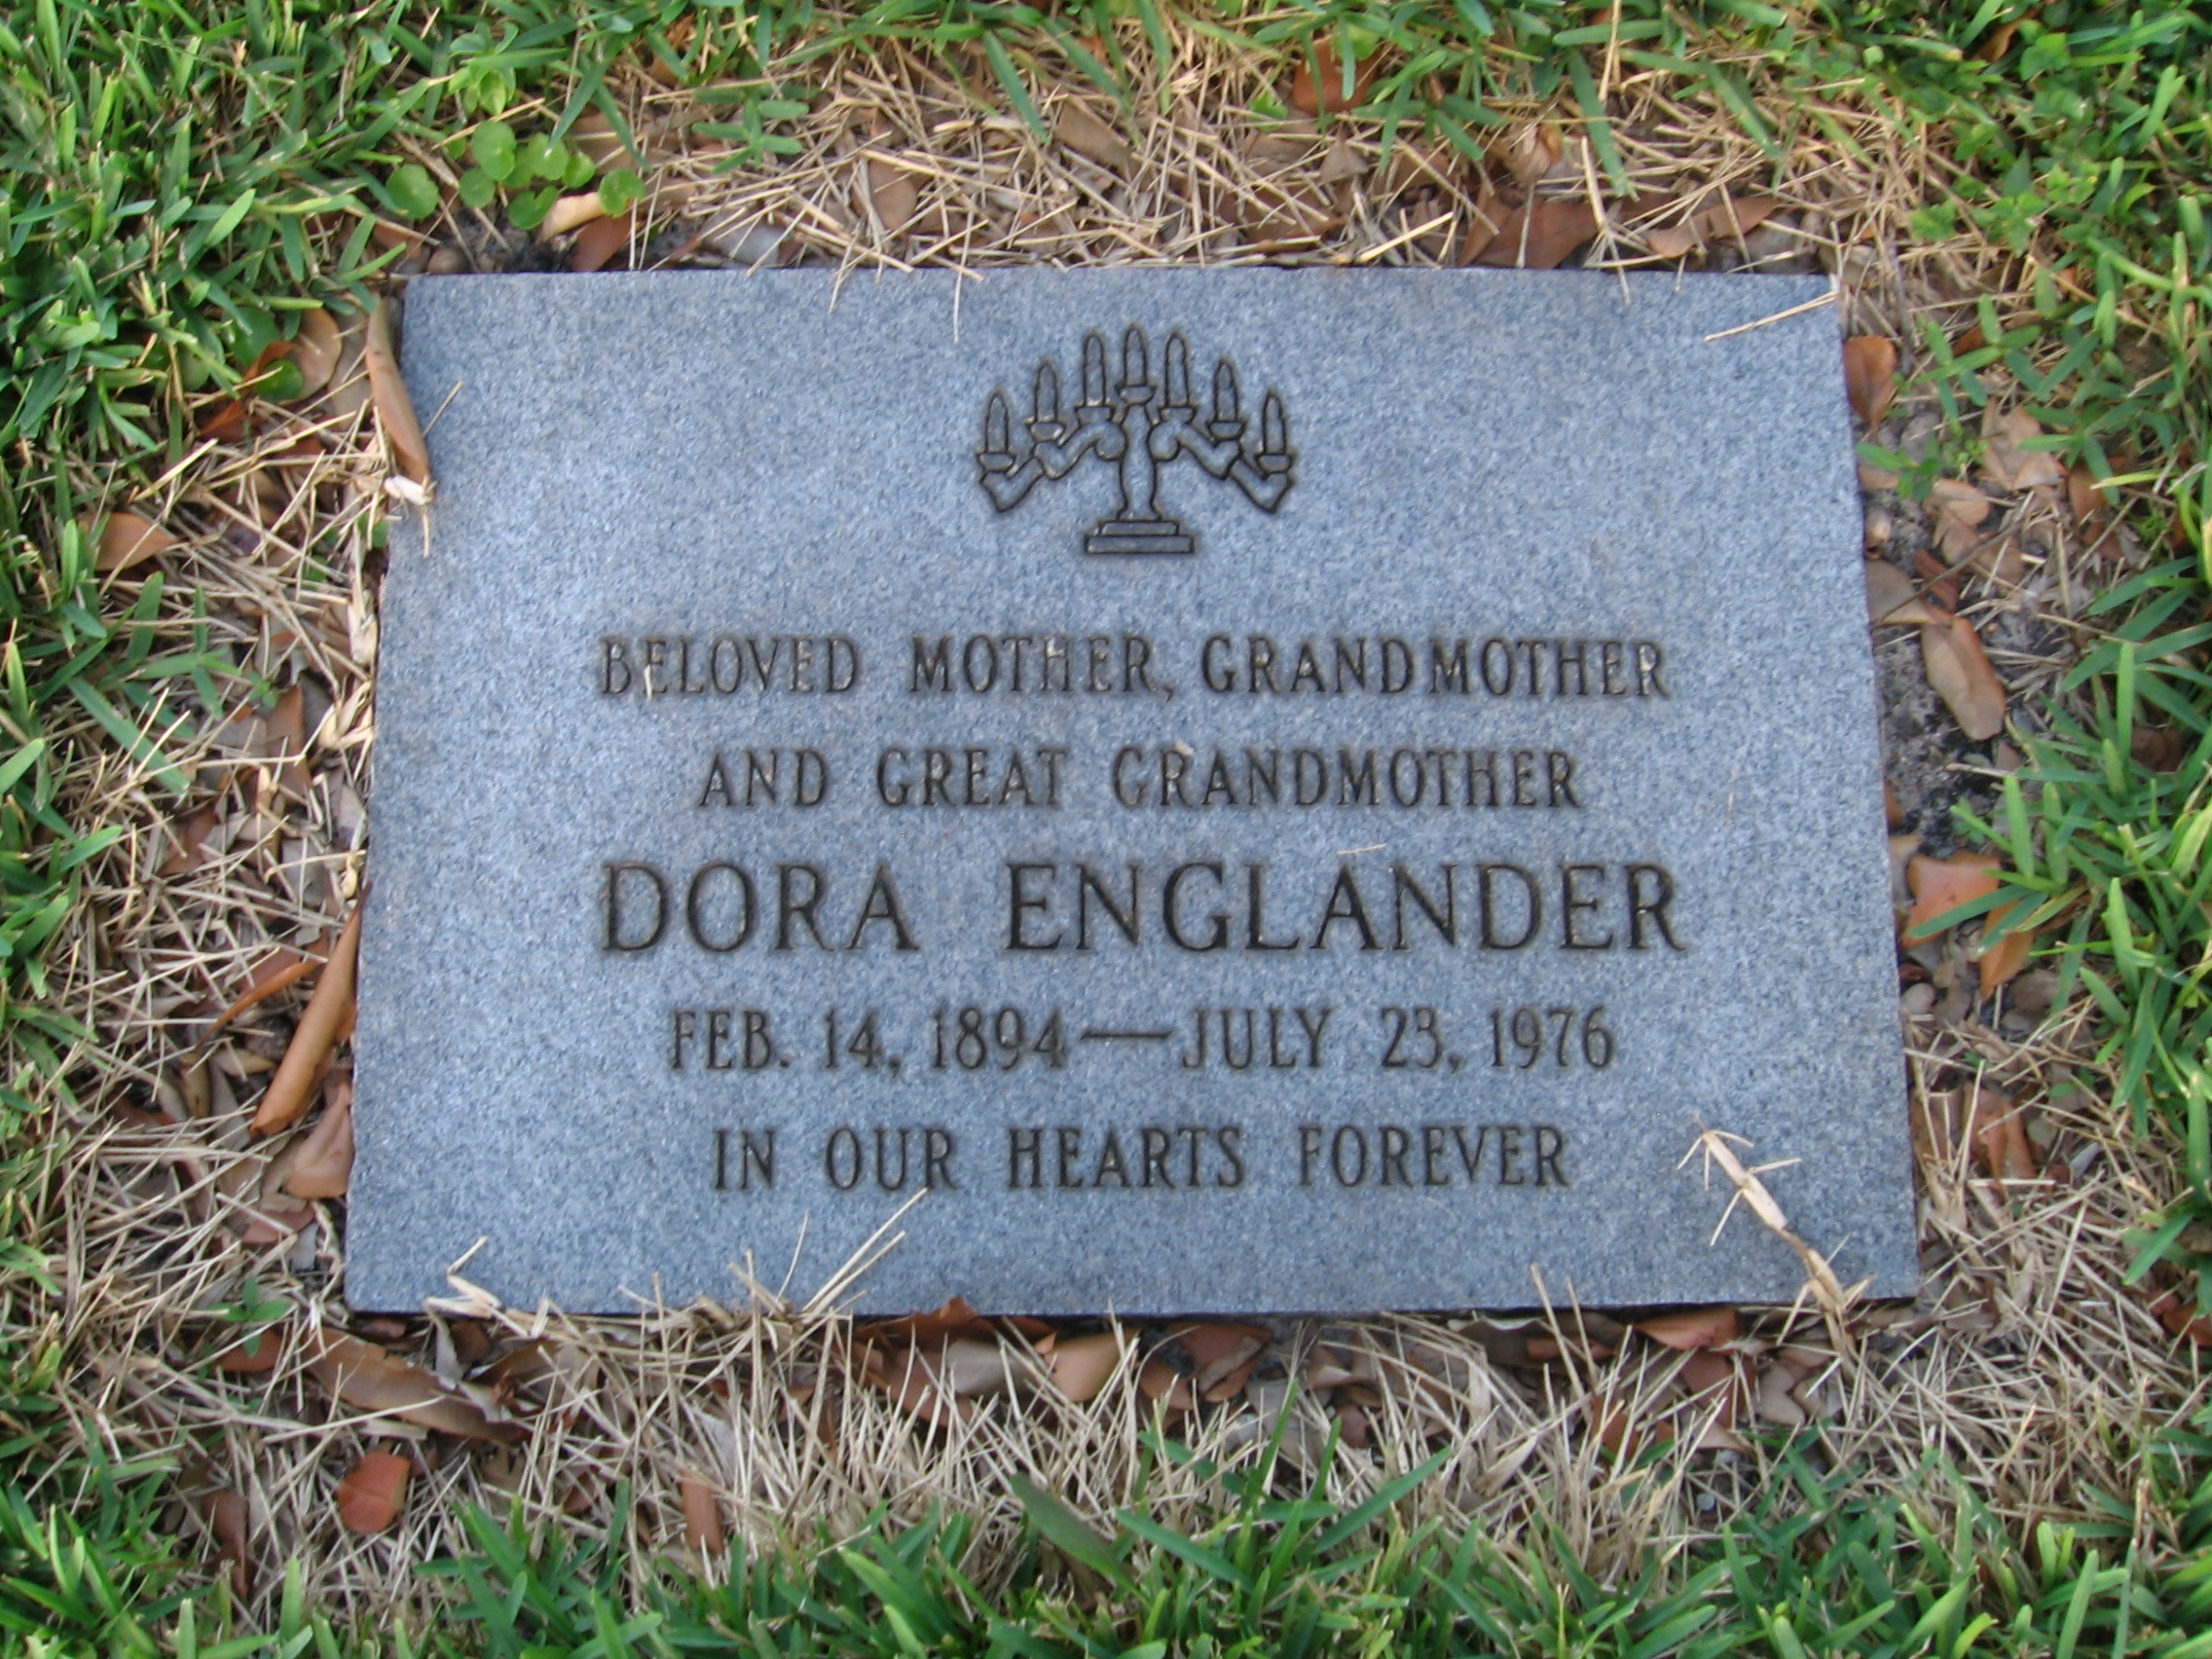 BELOVED MOTHER, GRANDMOTHER
AND GREAT GRANDMOTHER
DORA ENGLANDER
FEB. 14, 1894—JULY 23, 1976
IN OUR HEARTS FOREVER